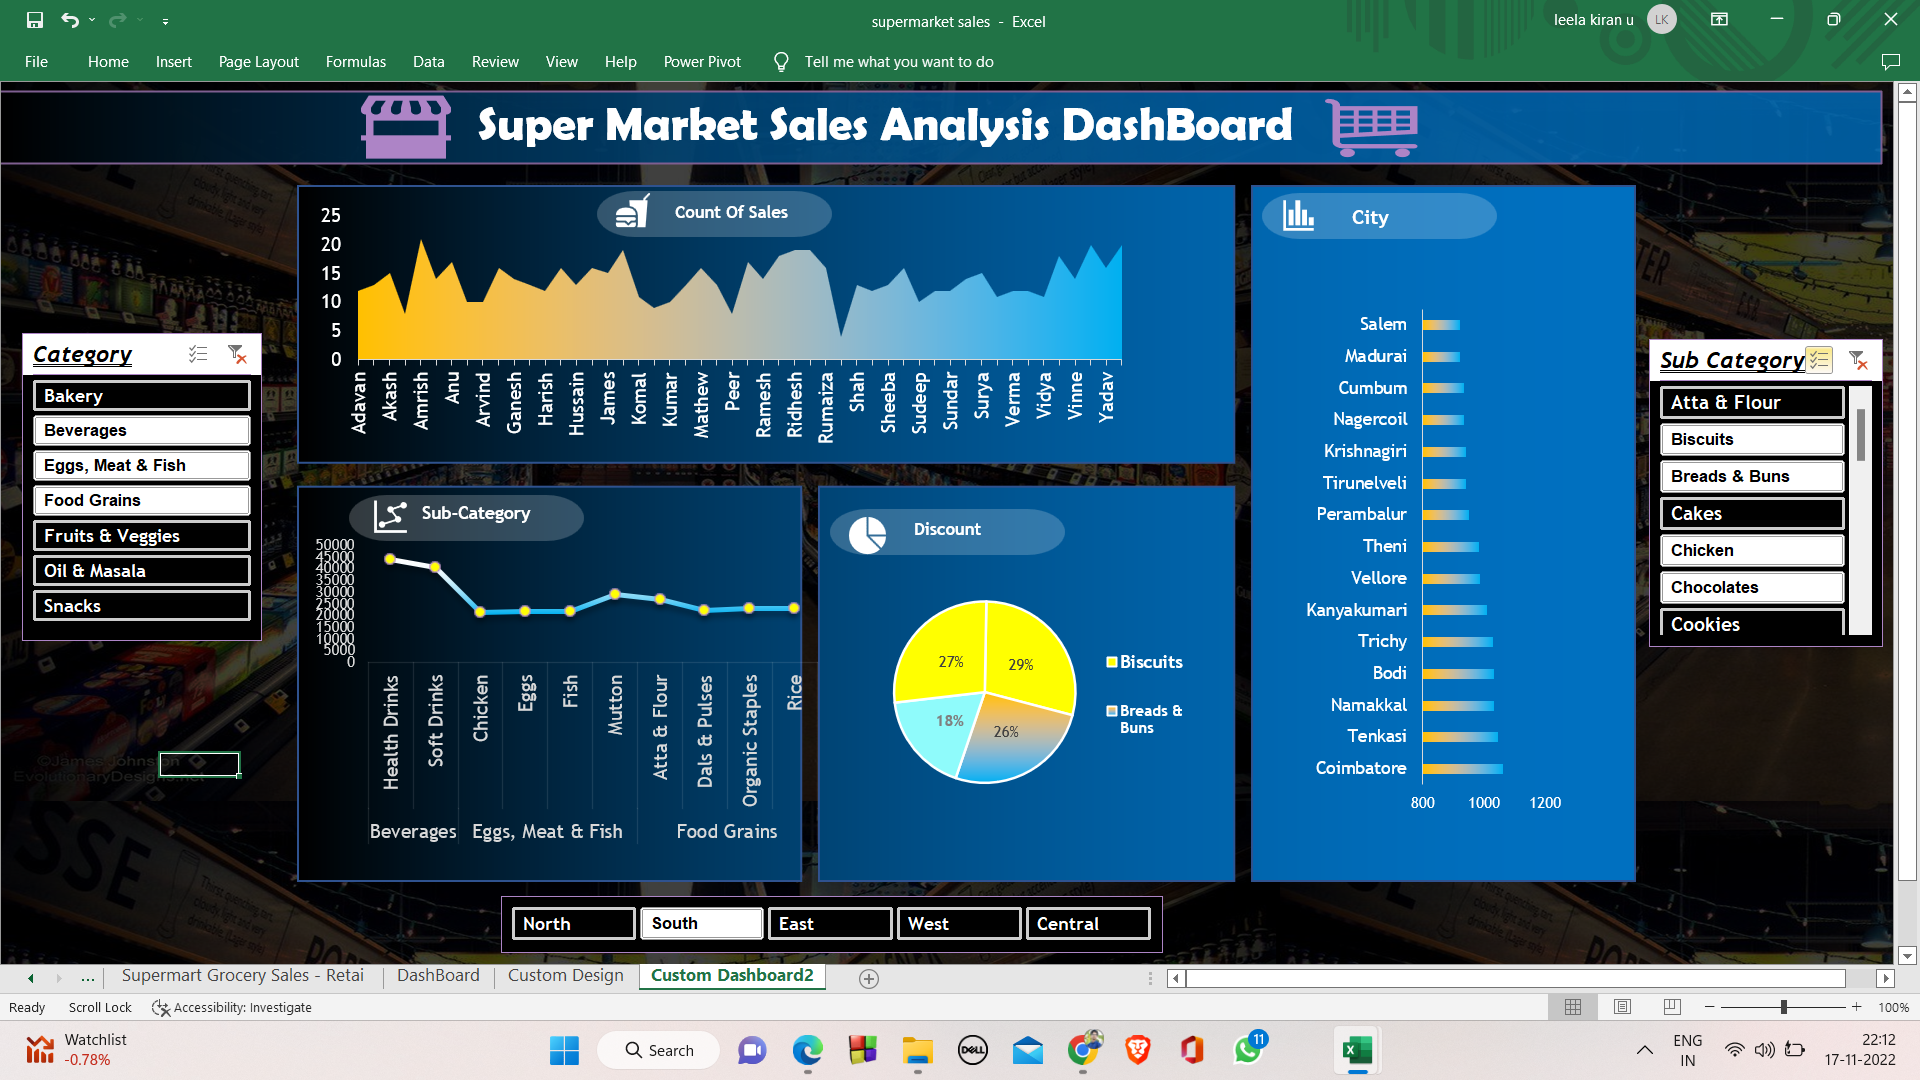 supermarket sales - Excel
leela kiran u
LK
File
Home
Insert
Page Layout
Formulas
Data
Review
View
Help
Power Pivot
Tell me what you want to do
Super Market Sales Analysis DashBoard
Count Of Sales
25
20
15
10
5
0
Adavan
Akash
Amrish
Anu
Arvind
Ganesh
Harish
Hussain
James
Komal
Kumar
Mathew
Peer
Ramesh
Ridhesh
Rumaiza
Shah
Sheeba
Sudeep
Sundar
Surya
Verma
Vidya
Vinne
Yadav
City
Salem
Madurai
Cumbum
Nagercoil
Krishnagiri
Tirunelveli
Perambalur
Theni
Vellore
Kanyakumari
Trichy
Bodi
Namakkal
Tenkasi
Coimbatore
800
1000
1200
Category
Bakery
Beverages
Eggs, Meat & Fish
Food Grains
Fruits & Veggies
Oil & Masala
Snacks
Sub Category
Atta & Flour
Biscuits
Breads & Buns
Cakes
Chicken
Chocolates
Cookies
Sub-Category
50000
45000
40000
35000
30000
25000
20000
15000
10000
5000
0
Health Drinks
Soft Drinks
Chicken
Eggs
Fish
Mutton
Atta & Flour
Dals & Pulses
Organic Staples
Rice
Beverages
Eggs, Meat & Fish
Food Grains
Discount
27%
29%
18%
26%
Biscuits
Breads &
Buns
©James Johnston
EvolutionaryDesigns.net
North
South
East
West
Central
...
Supermart Grocery Sales - Retai
DashBoard
Custom Design
Custom Dashboard2
Ready
Scroll Lock
Accessibility: Investigate
100%
Watchlist
-0.78%
Search
DELL
11
ENG
IN
22:12
17-11-2022